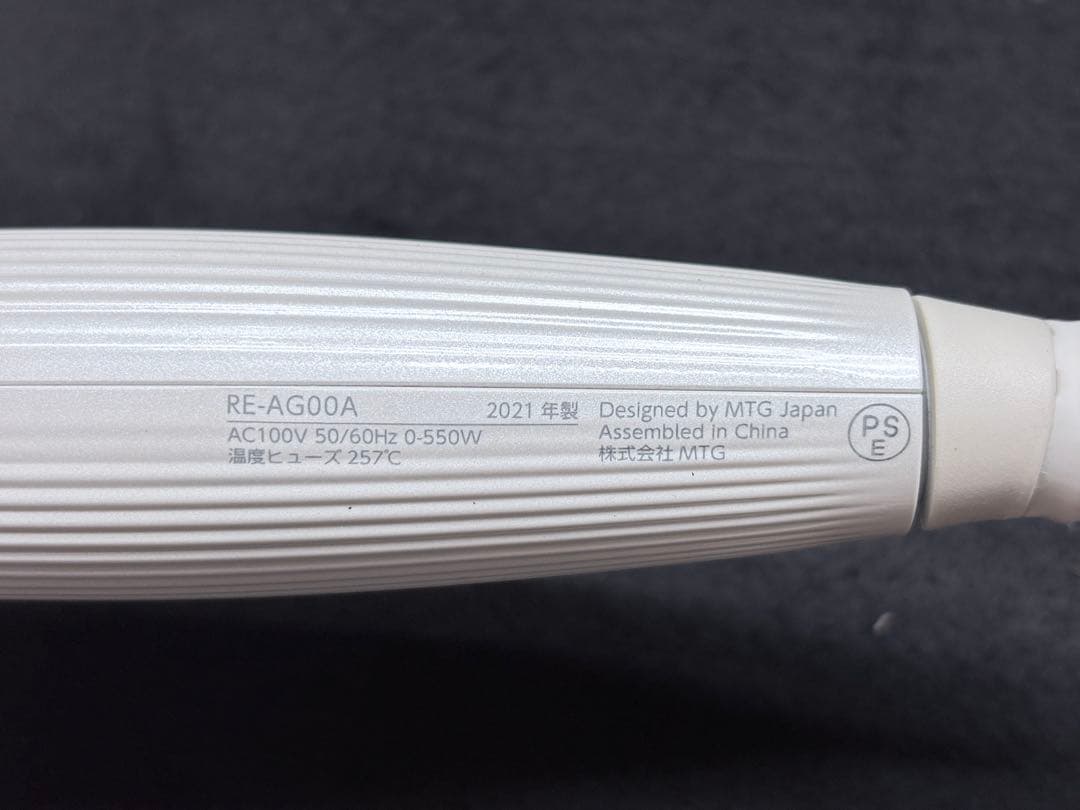 RE-AG00A 2021 年製
AC100V 50/60Hz 0-550W
温度ヒューズ 257℃
Designed by MTG Japan
Assembled in China
株式会社 MTG
PS
E